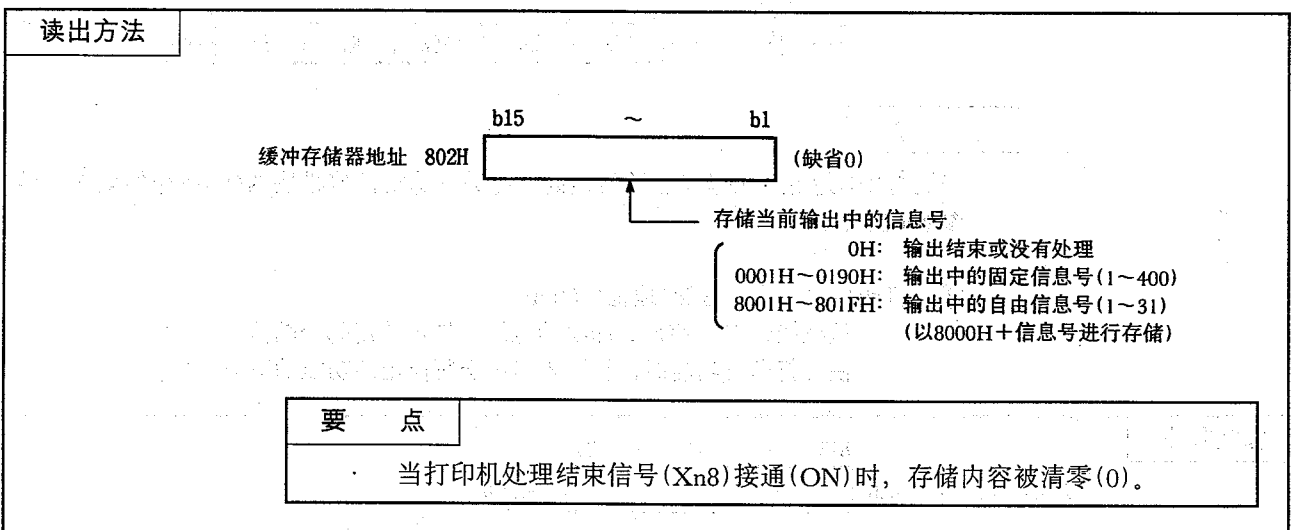 读出方法
b15 ～ b1
缓冲存储器地址 802H (缺省0)
存储当前输出中的信息号
0H: 输出结束或没有处理
0001H～0190H: 输出中的固定信息号(1～400)
8001H～801FH: 输出中的自由信息号(1～31)
(以8000H＋信息号进行存储)
要 点
· 当打印机处理结束信号(Xn8)接通(ON)时，存储内容被清零(0)。